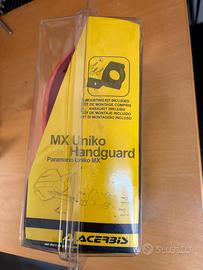 MOUNTING KIT INCLUDED
KIT DE MONTAGE COMPRIS
ANBAUKIT INKLUSIV
KIT DE MONTAJE INCLUIDO
KIT DI MONTAGGIO INCLUSO
MX Uniko
Handguard
Paramano Uniko MX
ACERBIS
subito